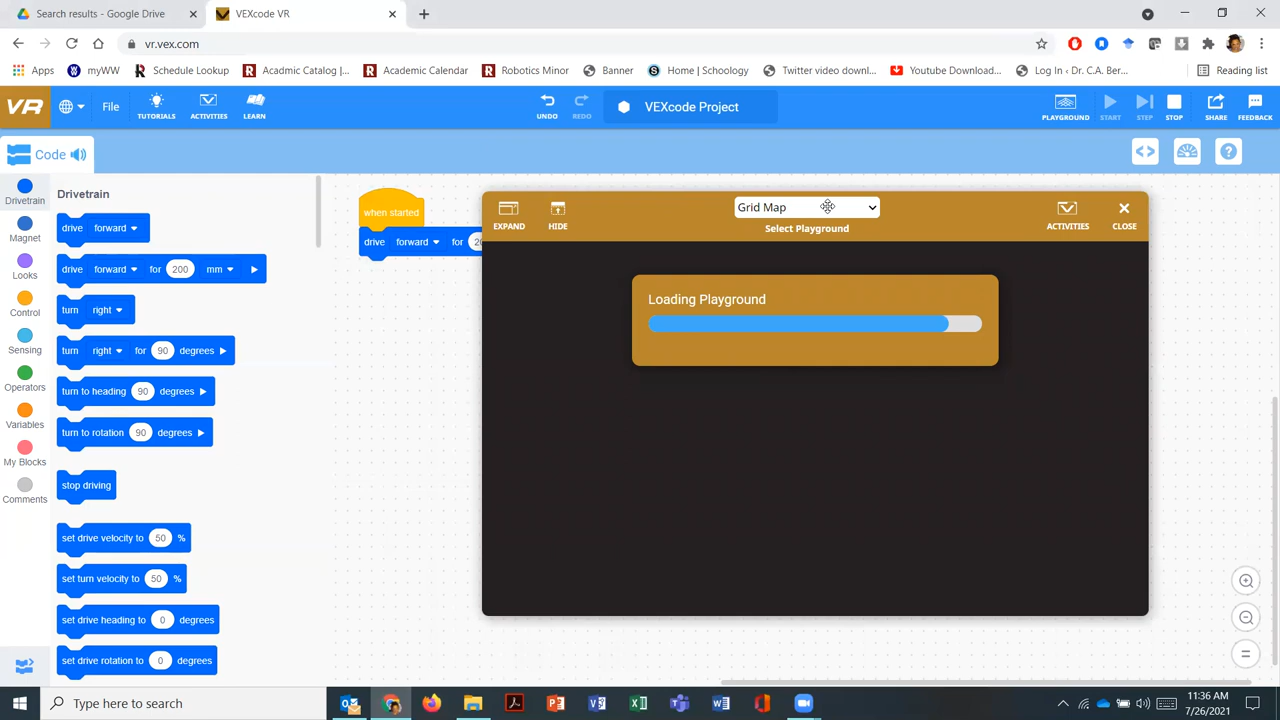 Search results - Google Drive
VEXcode VR
vr.vex.com
Apps
myWW
Schedule Lookup
Acadmic Catalog |...
Academic Calendar
Robotics Minor
Banner
Home | Schoology
Twitter video downl...
Youtube Download...
Log In ‹ Dr. C.A. Ber...
Reading list
VR
File
TUTORIALS
ACTIVITIES
LEARN
UNDO
REDO
VEXcode Project
PLAYGROUND
START
STEP
STOP
SHARE
FEEDBACK
Code
Drivetrain
Magnet
Looks
Control
Sensing
Operators
Variables
My Blocks
Comments
Drivetrain
drive forward
drive forward for 200 mm
turn right
turn right for 90 degrees
turn to heading 90 degrees
turn to rotation 90 degrees
stop driving
set drive velocity to 50 %
set turn velocity to 50 %
set drive heading to 0 degrees
set drive rotation to 0 degrees
when started
drive forward for 20
EXPAND
HIDE
Grid Map
Select Playground
ACTIVITIES
CLOSE
Loading Playground
Type here to search
11:36 AM
7/26/2021